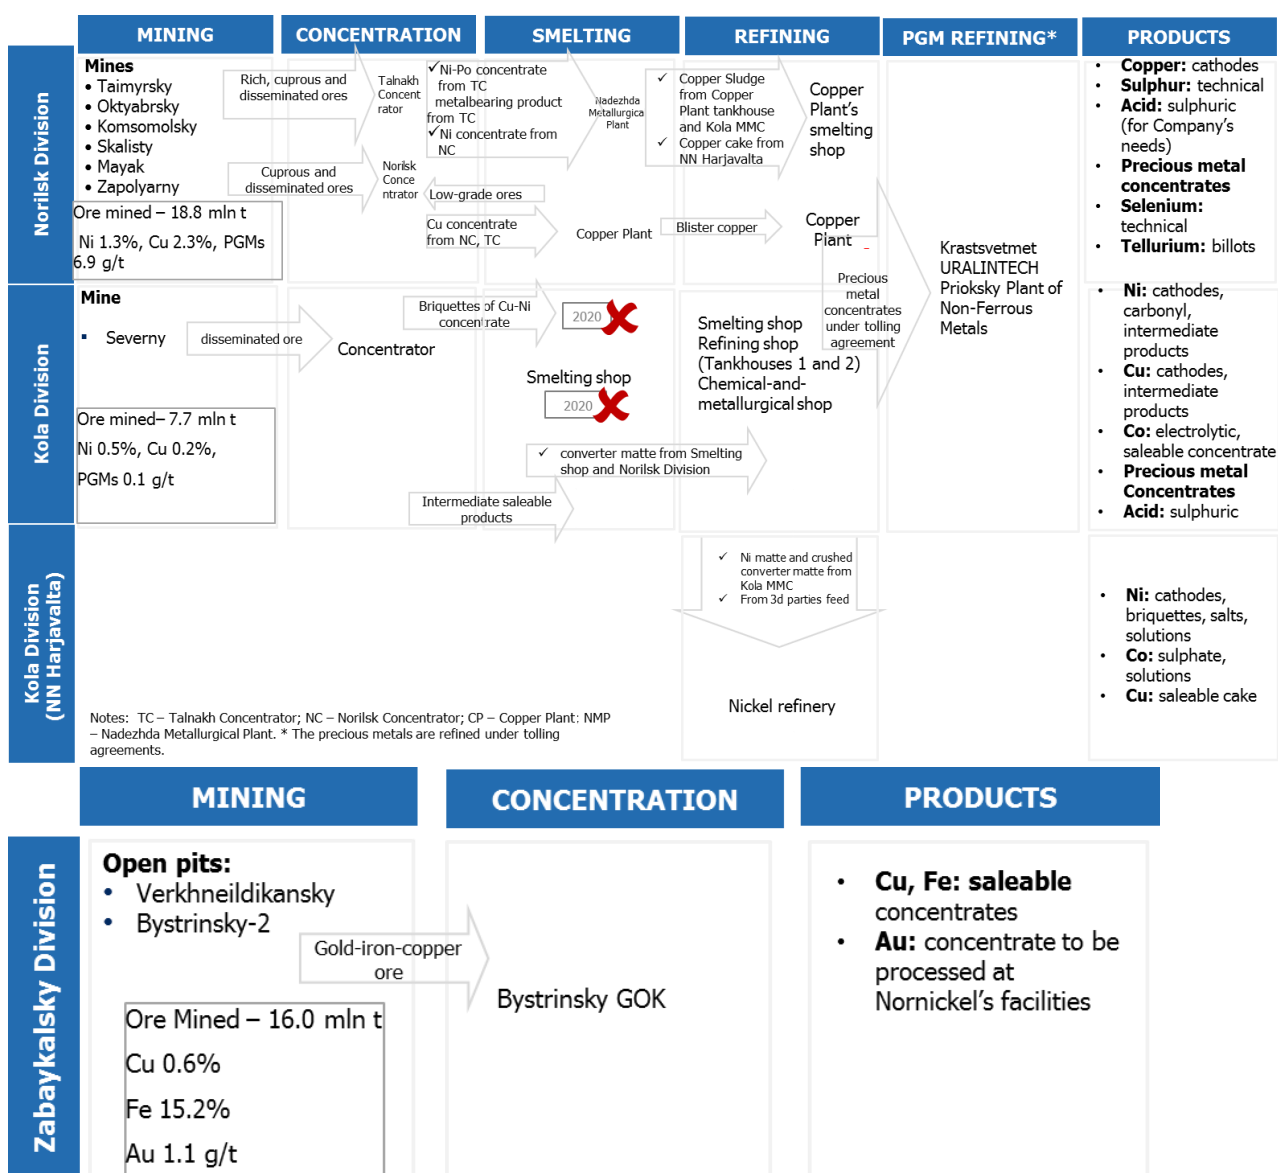 MINING
CONCENTRATION
SMELTING
REFINING
PGM REFINING*
PRODUCTS
Norilsk Division
Mines
• Taimyrsky
• Oktyabrsky
• Komsomolsky
• Skalisty
• Mayak
• Zapolyarny
Ore mined – 18.8 mln t
Ni 1.3%, Cu 2.3%, PGMs
6.9 g/t
Rich, cuprous and
disseminated ores
Cuprous and
disseminated ores
Talnakh
Concent
rator
Norilsk
Conce
ntrator
✓Ni-Po concentrate
from TC
metalbearing product
from TC
✓Ni concentrate from
NC
Low-grade ores
Cu concentrate
from NC, TC
Nadezhda
Metallurgica
Plant
Copper Plant
✓ Copper Sludge
from Copper
Plant tankhouse
and Kola MMC
✓ Copper cake from
NN Harjavalta
Blister copper
Copper
Plant's
smelting
shop
Copper
Plant
Precious
metal
concentrates
under tolling
agreement
Krastsvetmet
URALINTECH
Prioksky Plant of
Non-Ferrous
Metals
• Copper: cathodes
• Sulphur: technical
• Acid: sulphuric
(for Company's
needs)
• Precious metal
concentrates
• Selenium:
technical
• Tellurium: billots
Kola Division
Mine
▪ Severny
Ore mined– 7.7 mln t
Ni 0.5%, Cu 0.2%,
PGMs 0.1 g/t
disseminated ore
Concentrator
Briquettes of Cu-Ni
concentrate
2020
Smelting shop
2020
✓ converter matte from Smelting
shop and Norilsk Division
Intermediate saleable
products
Smelting shop
Refining shop
(Tankhouses 1 and 2)
Chemical-and-
metallurgical shop
• Ni: cathodes,
carbonyl,
intermediate
products
• Cu: cathodes,
intermediate
products
• Co: electrolytic,
saleable concentrate
• Precious metal
Concentrates
• Acid: sulphuric
Kola Division
(NN Harjavalta)
✓ Ni matte and crushed
converter matte from
Kola MMC
✓ From 3d parties feed
Nickel refinery
• Ni: cathodes,
briquettes, salts,
solutions
• Co: sulphate,
solutions
• Cu: saleable cake
Notes: TC – Talnakh Concentrator; NC – Norilsk Concentrator; CP – Copper Plant: NMP
– Nadezhda Metallurgical Plant. * The precious metals are refined under tolling
agreements.
MINING
CONCENTRATION
PRODUCTS
Zabaykalsky Division
Open pits:
• Verkhneildikansky
• Bystrinsky-2
Gold-iron-copper
ore
Ore Mined – 16.0 mln t
Cu 0.6%
Fe 15.2%
Au 1.1 g/t
Bystrinsky GOK
• Cu, Fe: saleable
concentrates
• Au: concentrate to be
processed at
Nornickel's facilities